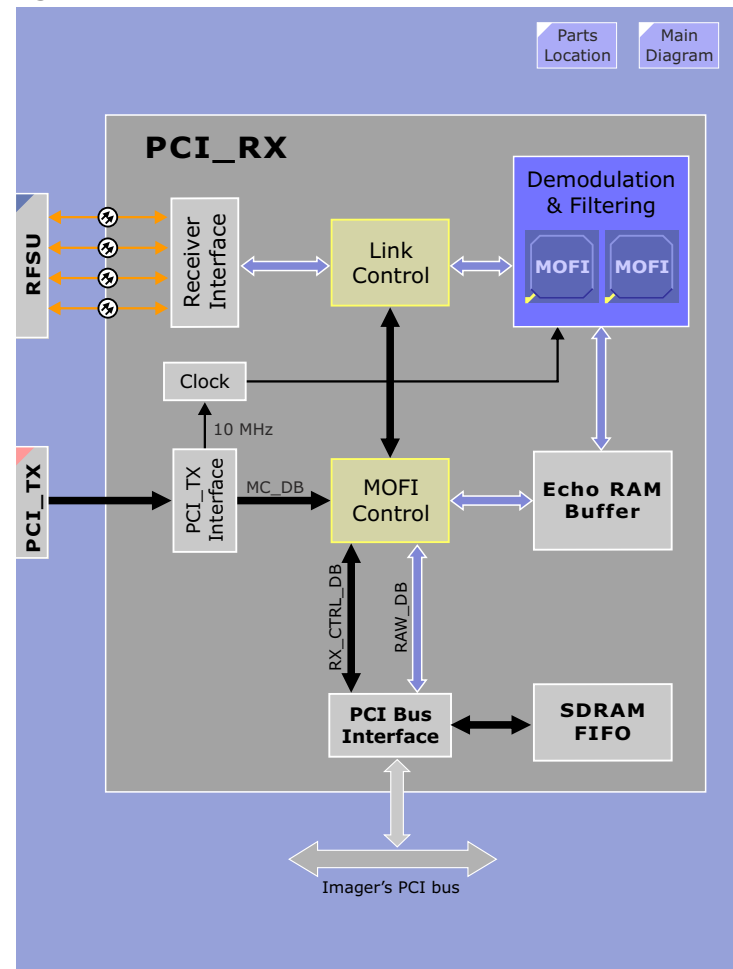 Parts
Location
Main
Diagram
PCI_RX
RFSU
Receiver
Interface
Link
Control
Demodulation
& Filtering
MOFI
MOFI
Clock
10 MHz
PCI_TX
PCI_TX
Interface
MC_DB
MOFI
Control
Echo RAM
Buffer
RX_CTRL_DB
RAW_DB
PCI Bus
Interface
SDRAM
FIFO
Imager’s PCI bus